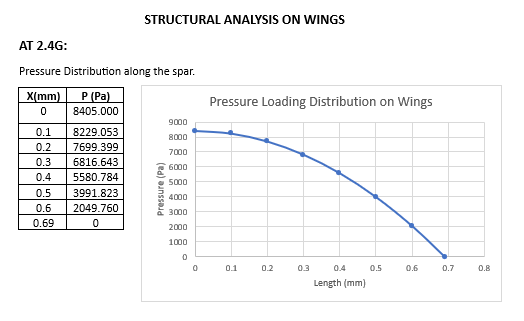 STRUCTURAL ANALYSIS ON WINGS
AT 2.4G:
Pressure Distribution along the spar.
X(mm) P (Pa)
0 8405.000
0.1 8229.053
0.2 7699.399
0.3 6816.643
0.4 5580.784
0.5 3991.823
0.6 2049.760
0.69 0
Pressure Loading Distribution on Wings
Pressure (Pa)
9000
8000
7000
6000
5000
4000
3000
2000
1000
0
0 0.1 0.2 0.3 0.4 0.5 0.6 0.7 0.8
Length (mm)